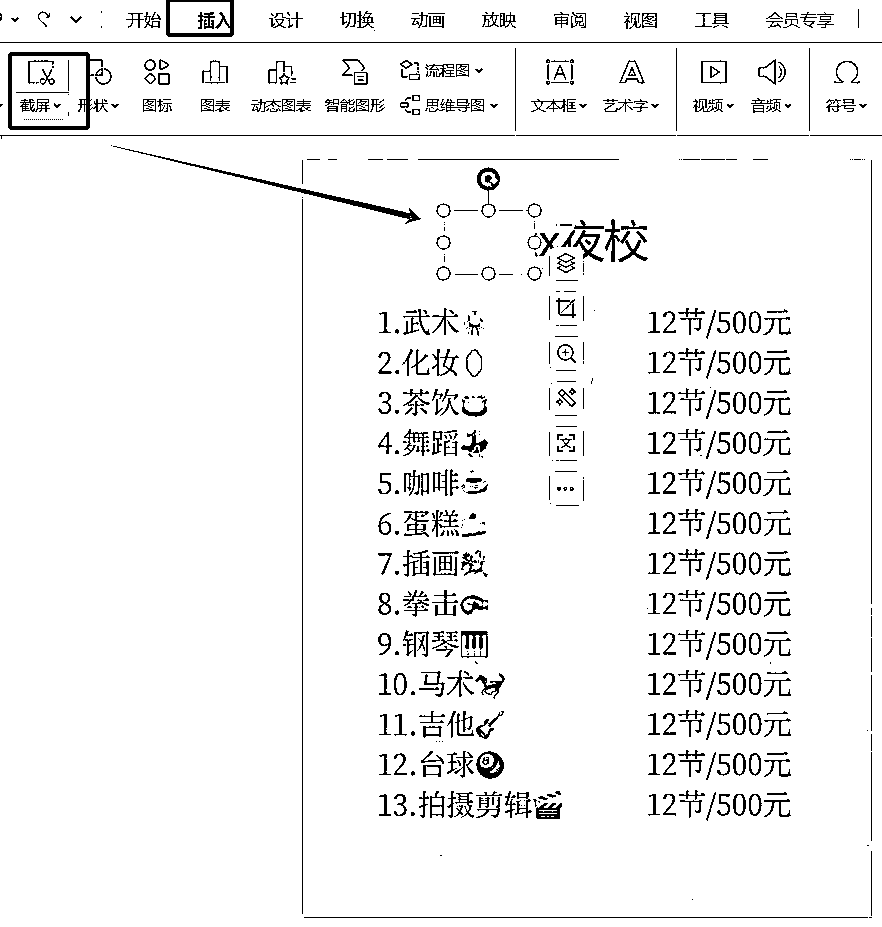 开始 插入 设计 切换 动画 放映 审阅 视图 工具 会员专享
流程图
截屏 形状 图标 图表 动态图表 智能图形 思维导图 文本框 艺术字 视频 音频 符号
x夜校
1.武术 12节/500元
2.化妆 12节/500元
3.茶饮 12节/500元
4.舞蹈 12节/500元
5.咖啡 12节/500元
6.蛋糕 12节/500元
7.插画 12节/500元
8.拳击 12节/500元
9.钢琴 12节/500元
10.马术 12节/500元
11.吉他 12节/500元
12.台球 12节/500元
13.拍摄剪辑 12节/500元